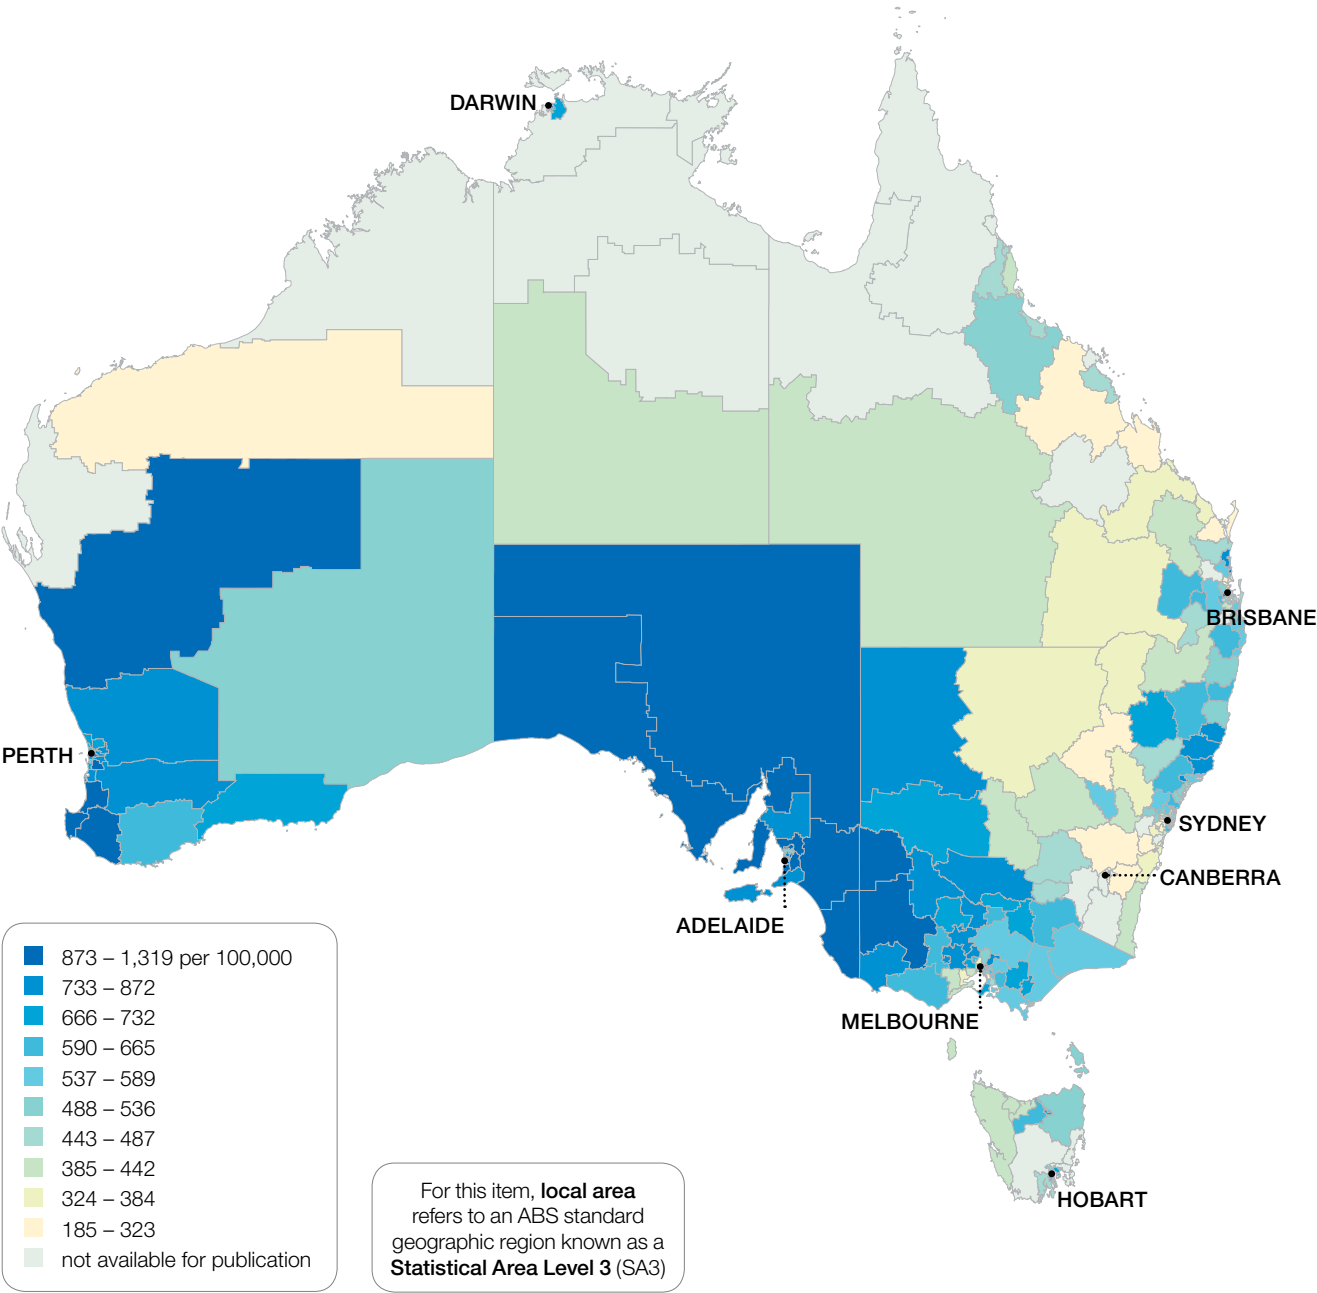 DARWIN
BRISBANE
PERTH
SYDNEY
CANBERRA
ADELAIDE
MELBOURNE
HOBART
873 – 1,319 per 100,000
733 – 872
666 – 732
590 – 665
537 – 589
488 – 536
443 – 487
385 – 442
324 – 384
185 – 323
not available for publication
For this item, local area
refers to an ABS standard
geographic region known as a
Statistical Area Level 3 (SA3)